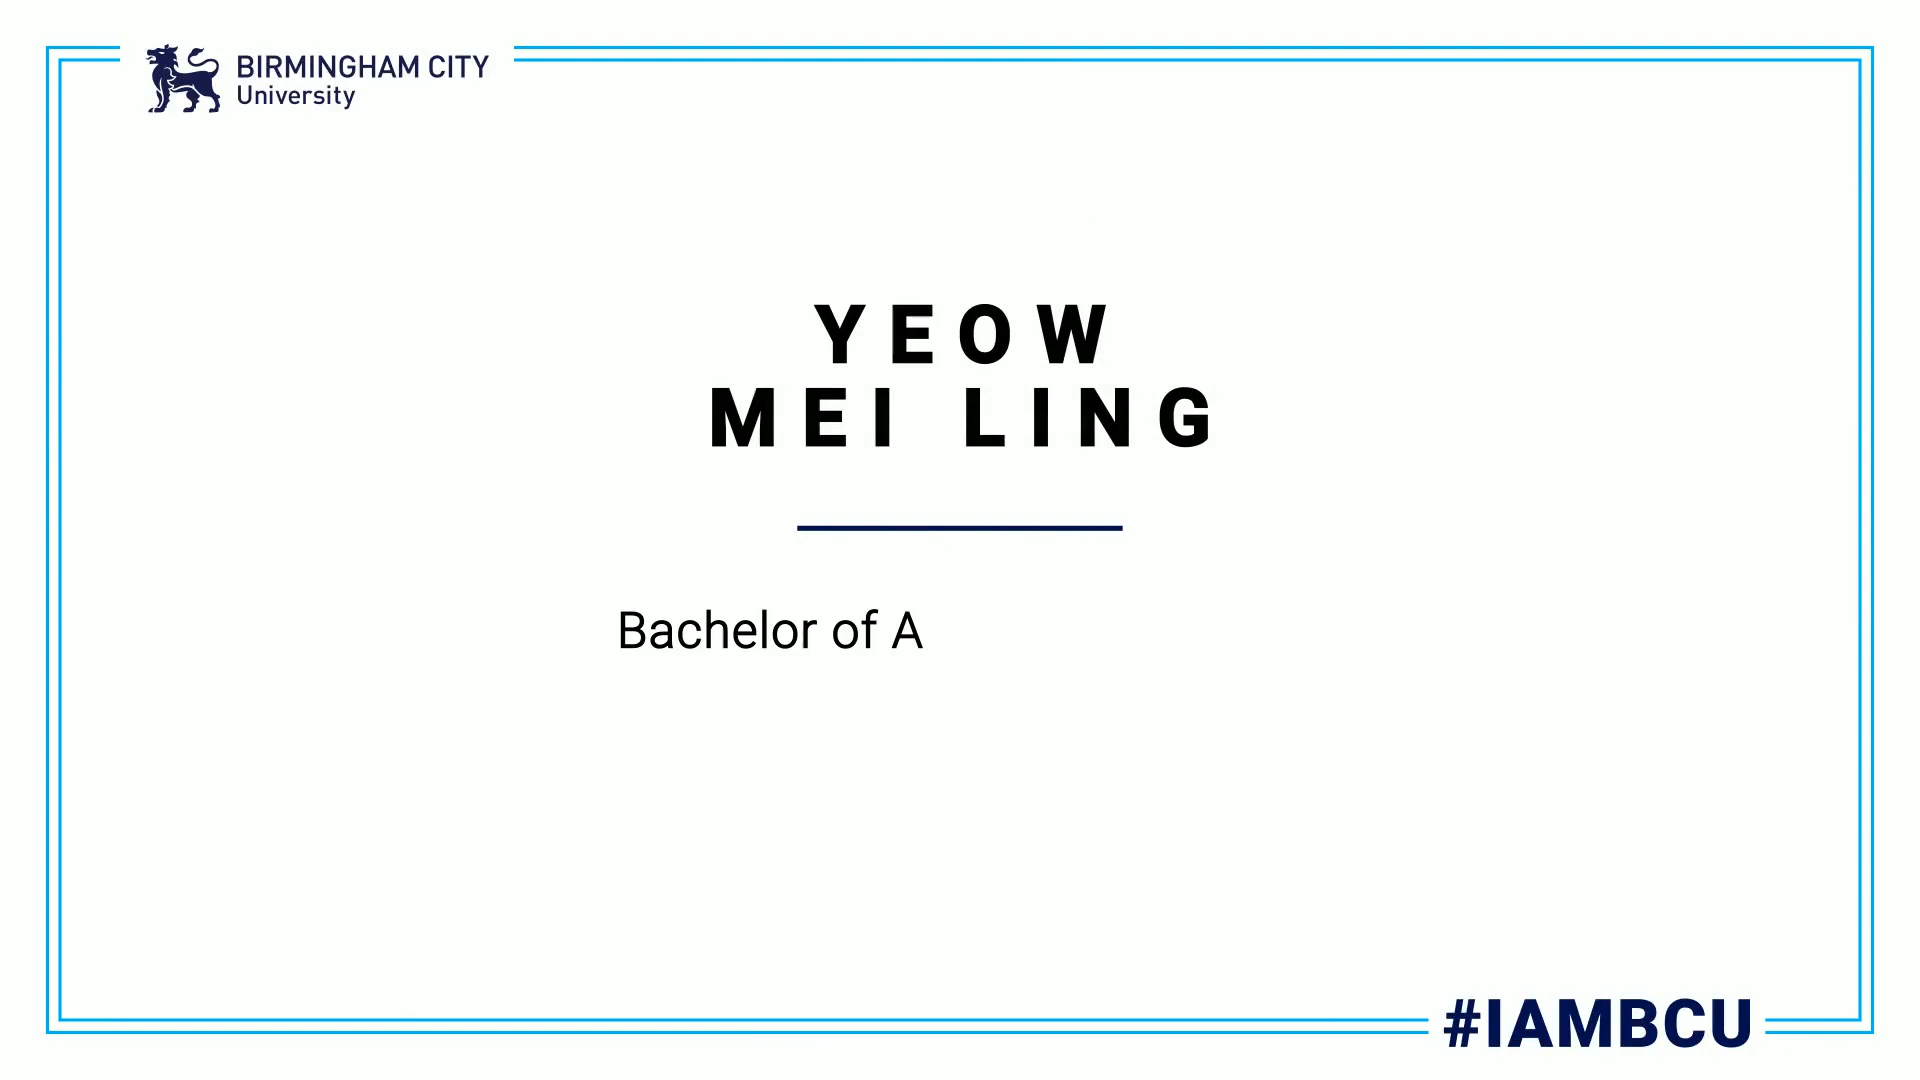 BIRMINGHAM CITY
University
YEOW
MEI LING
Bachelor of A
#IAMBCU